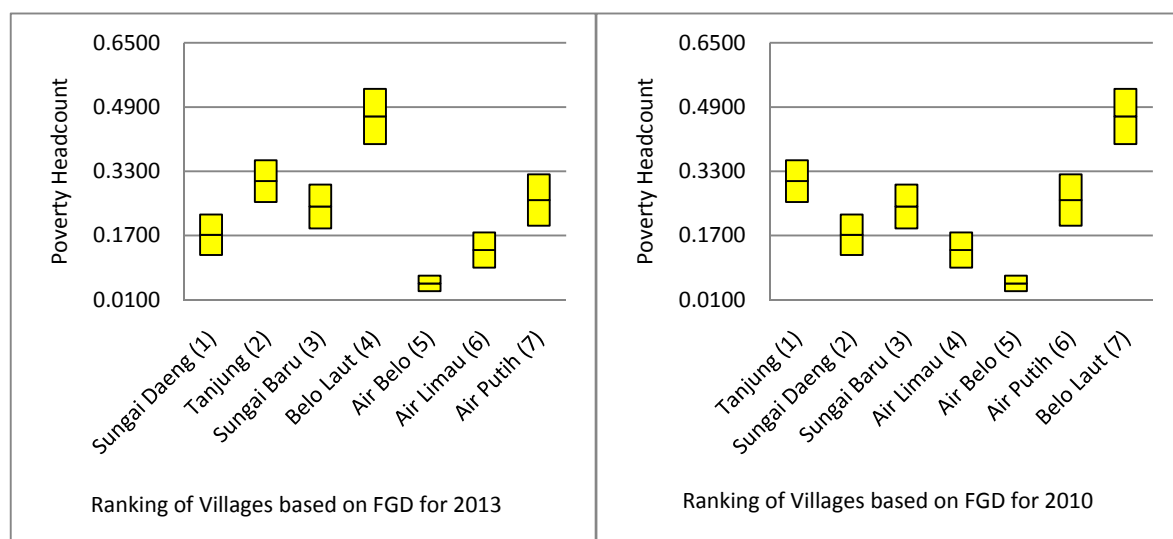 0.6500
0.4900
0.3300
0.1700
0.0100
Poverty Headcount
Sungai Daeng (1)
Tanjung (2)
Sungai Baru (3)
Belo Laut (4)
Air Belo (5)
Air Limau (6)
Air Putih (7)
Ranking of Villages based on FGD for 2013
0.6500
0.4900
0.3300
0.1700
0.0100
Poverty Headcount
Tanjung (1)
Sungai Daeng (2)
Sungai Baru (3)
Air Limau (4)
Air Belo (5)
Air Putih (6)
Belo Laut (7)
Ranking of Villages based on FGD for 2010